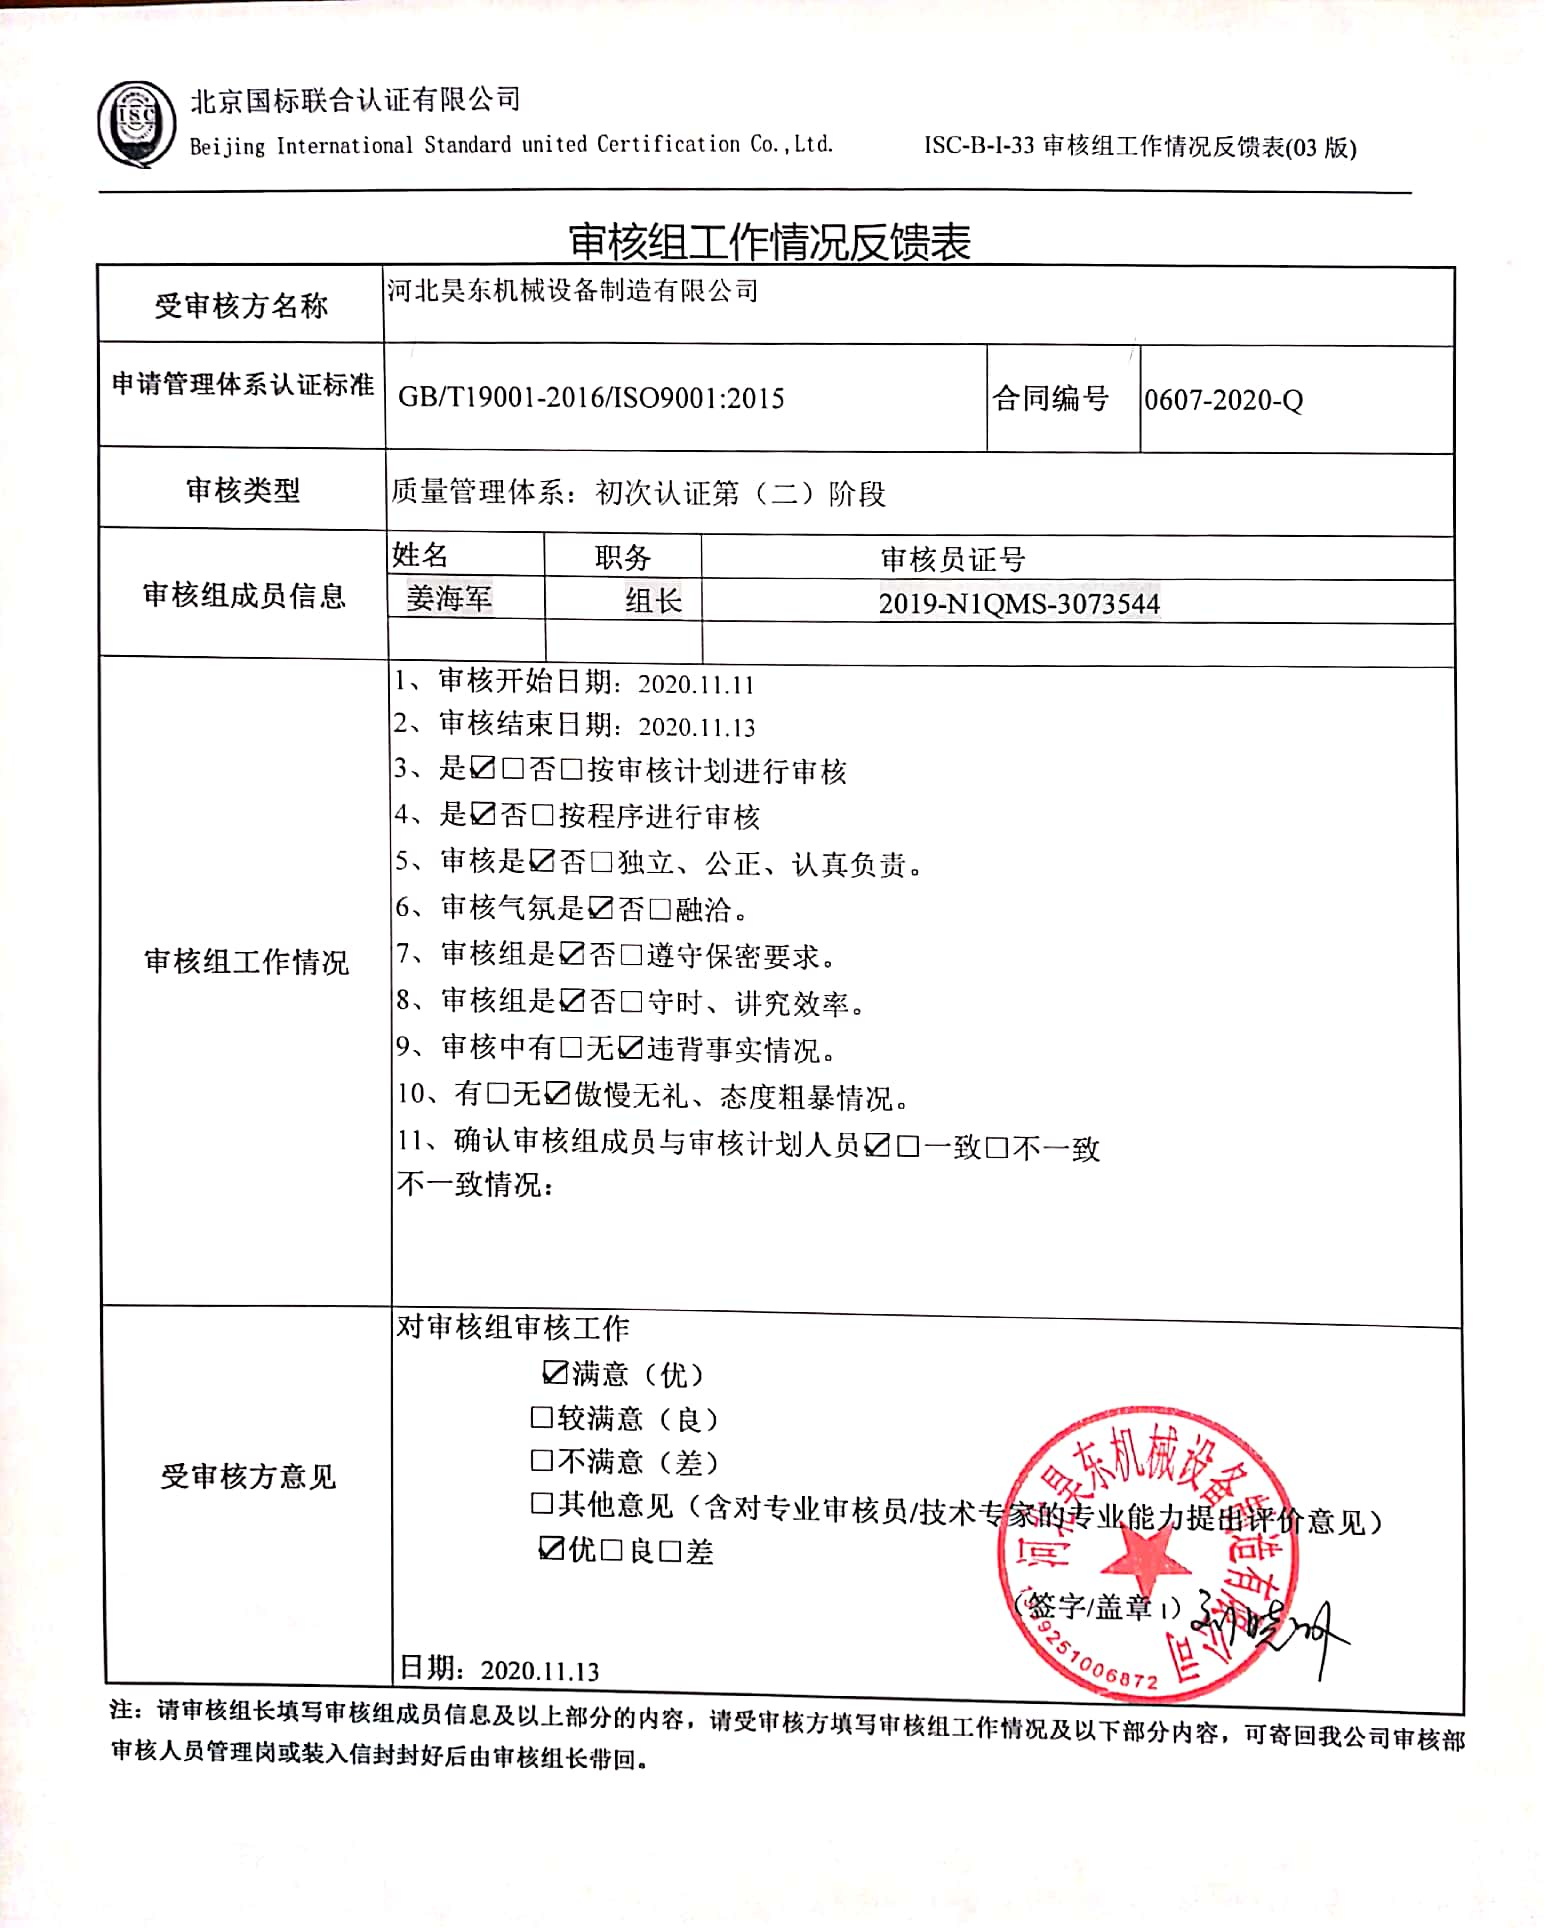 ISC
北京国标联合认证有限公司
Beijing International Standard united Certification Co.,Ltd.
ISC-B-I-33 审核组工作情况反馈表(03 版)
审核组工作情况反馈表
受审核方名称 河北昊东机械设备制造有限公司
申请管理体系认证标准 GB/T19001-2016/ISO9001:2015 合同编号 0607-2020-Q
审核类型 质量管理体系：初次认证第（二）阶段
审核组成员信息
姓名 职务 审核员证号
姜海军 组长 2019-N1QMS-3073544
审核组工作情况
1、审核开始日期：2020.11.11
2、审核结束日期：2020.11.13
3、是☑□否□按审核计划进行审核
4、是☑否□按程序进行审核
5、审核是☑否□独立、公正、认真负责。
6、审核气氛是☑否□融洽。
7、审核组是☑否□遵守保密要求。
8、审核组是☑否□守时、讲究效率。
9、审核中有□无☑违背事实情况。
10、有□无☑傲慢无礼、态度粗暴情况。
11、确认审核组成员与审核计划人员☑□一致□不一致
不一致情况：
受审核方意见
对审核组审核工作
☑满意（优）
□较满意（良）
□不满意（差）
□其他意见（含对专业审核员/技术专家的专业能力提出评价意见）
☑优□良□差
（签字/盖章）
河北昊东机械设备制造有限公司
日期：2020.11.13
注：请审核组长填写审核组成员信息及以上部分的内容，请受审核方填写审核组工作情况及以下部分内容，可寄回我公司审核部
审核人员管理岗或装入信封封好后由审核组长带回。